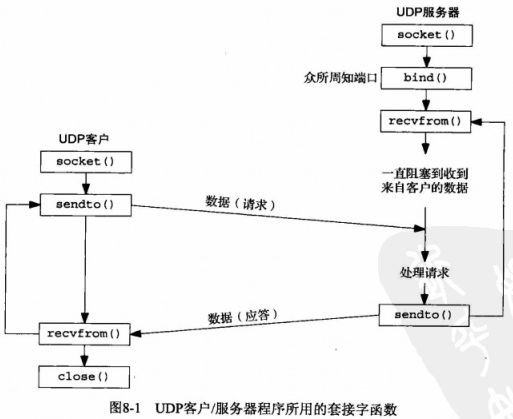 UDP服务器
socket()
众所周知端口
bind()
recvfrom()
一直阻塞到收到
来自客户的数据
UDP客户
socket()
sendto()
数据（请求）
处理请求
sendto()
数据（应答）
recvfrom()
close()
图8-1 UDP客户/服务器程序所用的套接字函数